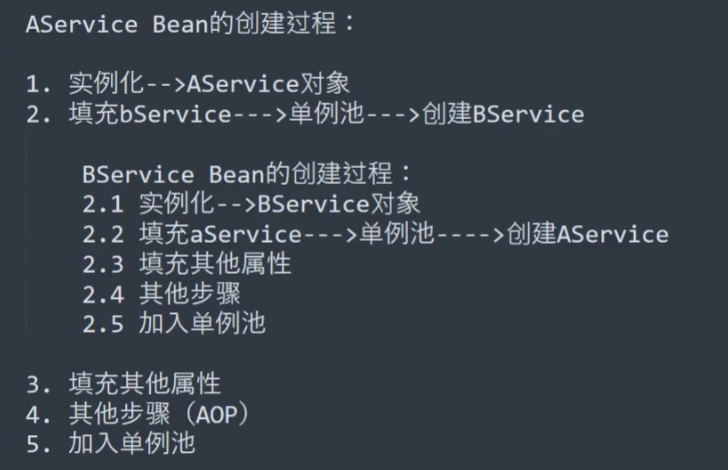 AService Bean的创建过程：
1. 实例化-->AService对象
2. 填充bService--->单例池--->创建BService
BService Bean的创建过程：
2.1 实例化-->BService对象
2.2 填充aService--->单例池---->创建AService
2.3 填充其他属性
2.4 其他步骤
2.5 加入单例池
3. 填充其他属性
4. 其他步骤（AOP）
5. 加入单例池